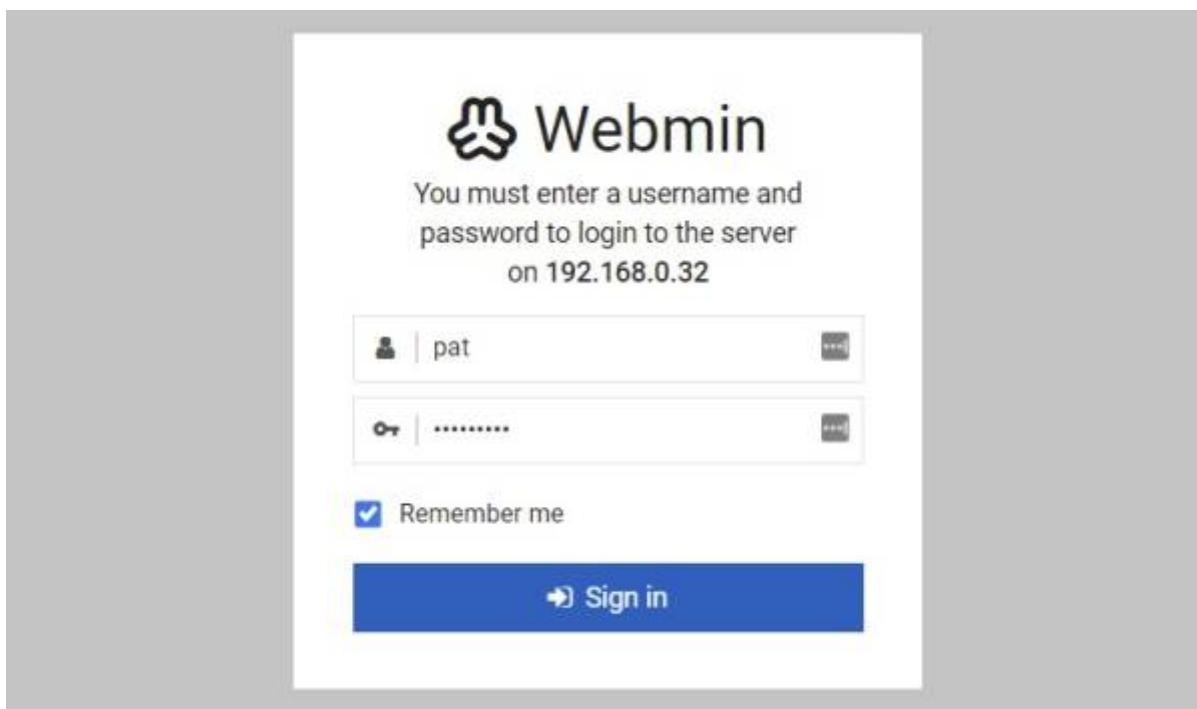 Webmin
You must enter a username and
password to login to the server
on 192.168.0.32
pat
•••••••••
Remember me
Sign in